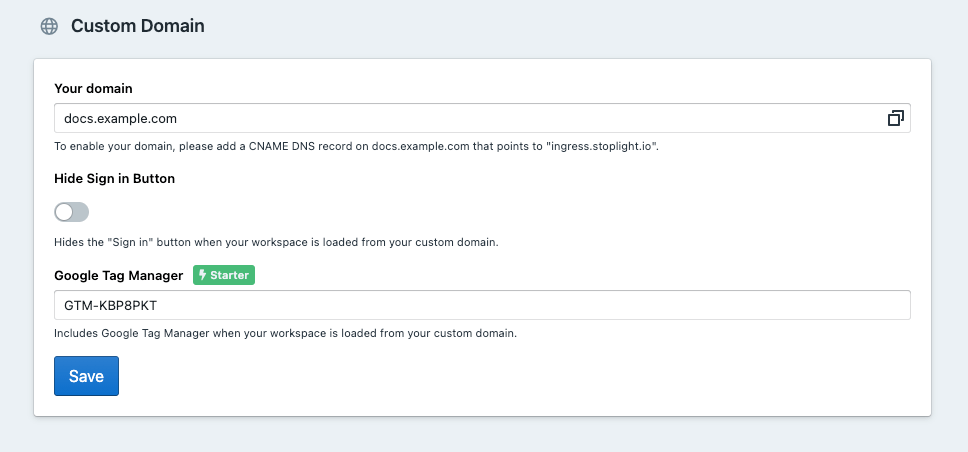 Custom Domain
Your domain
docs.example.com
To enable your domain, please add a CNAME DNS record on docs.example.com that points to "ingress.stoplight.io".
Hide Sign in Button
Hides the "Sign in" button when your workspace is loaded from your custom domain.
Google Tag Manager Starter
GTM-KBP8PKT
Includes Google Tag Manager when your workspace is loaded from your custom domain.
Save